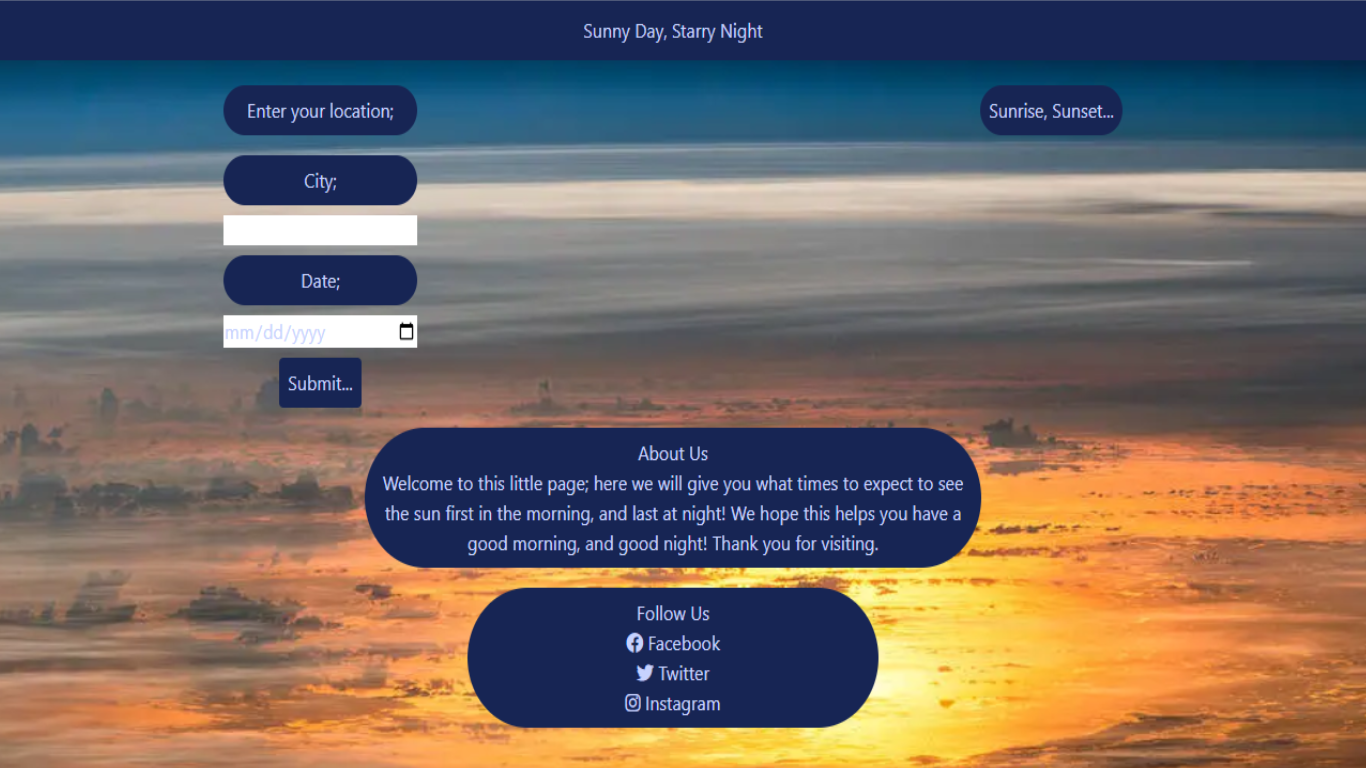 Sunny Day, Starry Night
Enter your location;
Sunrise, Sunset...
City;
Date;
mm/dd/yyyy
Submit...
About Us
Welcome to this little page; here we will give you what times to expect to see
the sun first in the morning, and last at night! We hope this helps you have a
good morning, and good night! Thank you for visiting.
Follow Us
Facebook
Twitter
Instagram